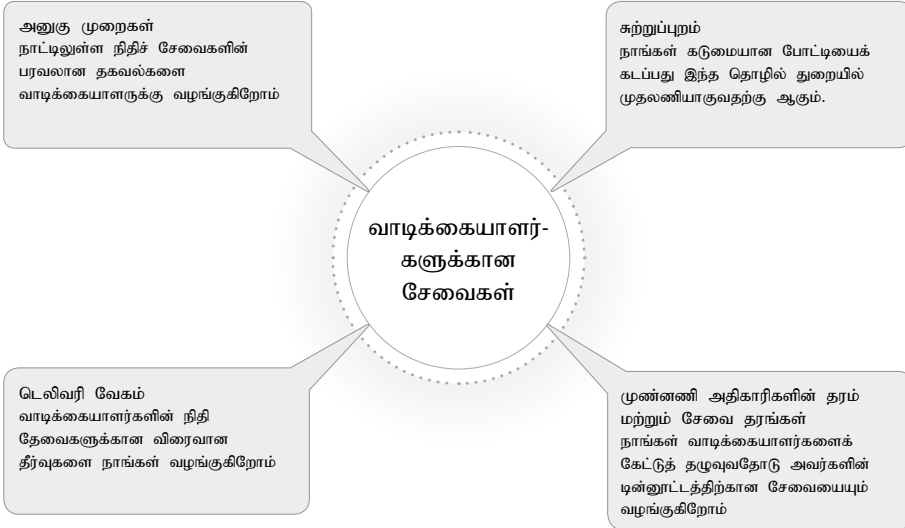 அனுகு முறைகள்
நாட்டிலுள்ள நிதிச் சேவைகளின்
பரவலான தகவல்களை
வாடிக்கையாளருக்கு வழங்குகிறோம்
சுற்றுப்புறம்
நாங்கள் கடுமையான போட்டியைக்
கடப்பது இந்த தொழில் துறையில்
முதலணியாகுவதற்கு ஆகும்.
வாடிக்கையாளர்-
களுக்கான
சேவைகள்
டெலிவரி வேகம்
வாடிக்கையாளர்களின் நிதி
தேவைகளுக்கான விரைவான
தீர்வுகளை நாங்கள் வழங்குகிறோம்
முண்ணணி அதிகாரிகளின் தரம்
மற்றும் சேவை தரங்கள்
நாங்கள் வாடிக்கையாளர்களைக்
கேட்டுத் தழுவுவதோடு அவர்களின்
டின்னூட்டத்திற்கான சேவையையும்
வழங்குகிறோம்